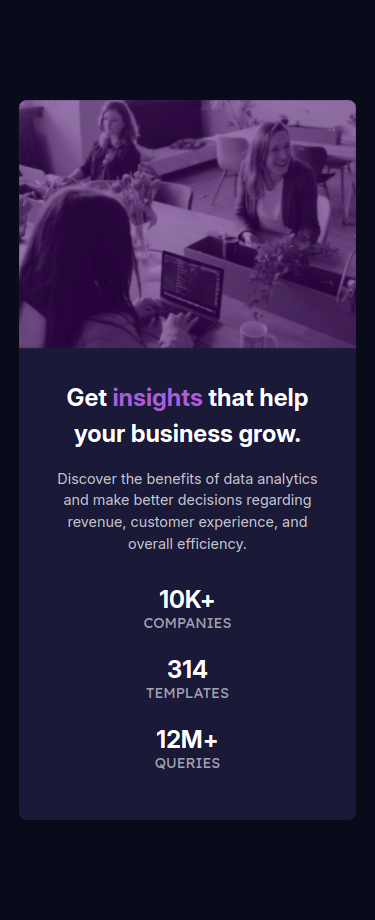 Get insights that help
your business grow.
Discover the benefits of data analytics
and make better decisions regarding
revenue, customer experience, and
overall efficiency.
10K+
COMPANIES
314
TEMPLATES
12M+
QUERIES